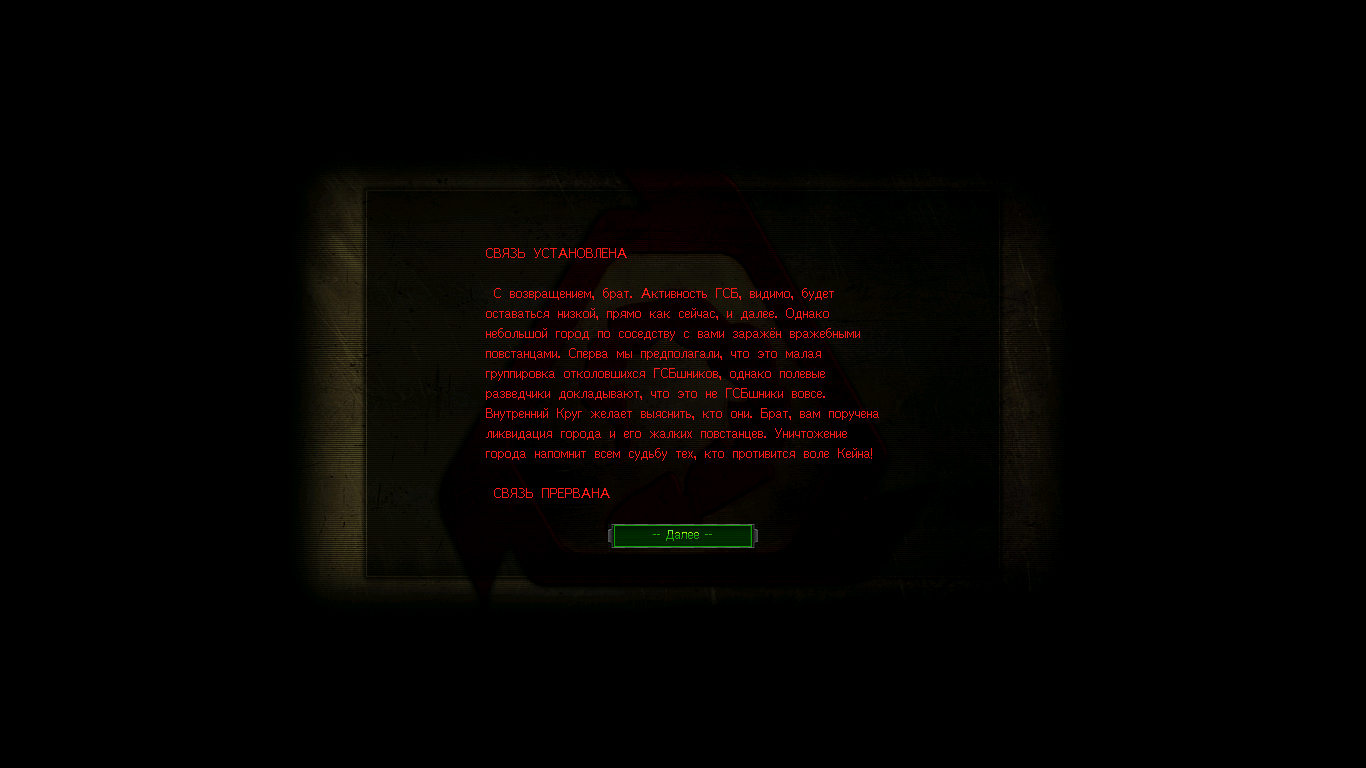 СВЯЗЬ УСТАНОВЛЕНА
С возвращением, брат. Активность ГСБ, видимо, будет
оставаться низкой, прямо как сейчас, и далее. Однако
небольшой город по соседству с вами заражён вражебными
повстанцами. Сперва мы предполагали, что это малая
группировка отколовшихся ГСБшников, однако полевые
разведчики докладывают, что это не ГСБшники вовсе.
Внутренний Круг желает выяснить, кто они. Брат, вам поручена
ликвидация города и его жалких повстанцев. Уничтожение
города напомнит всем судьбу тех, кто противится воле Кейна!
СВЯЗЬ ПРЕРВАНА
-- Далее --